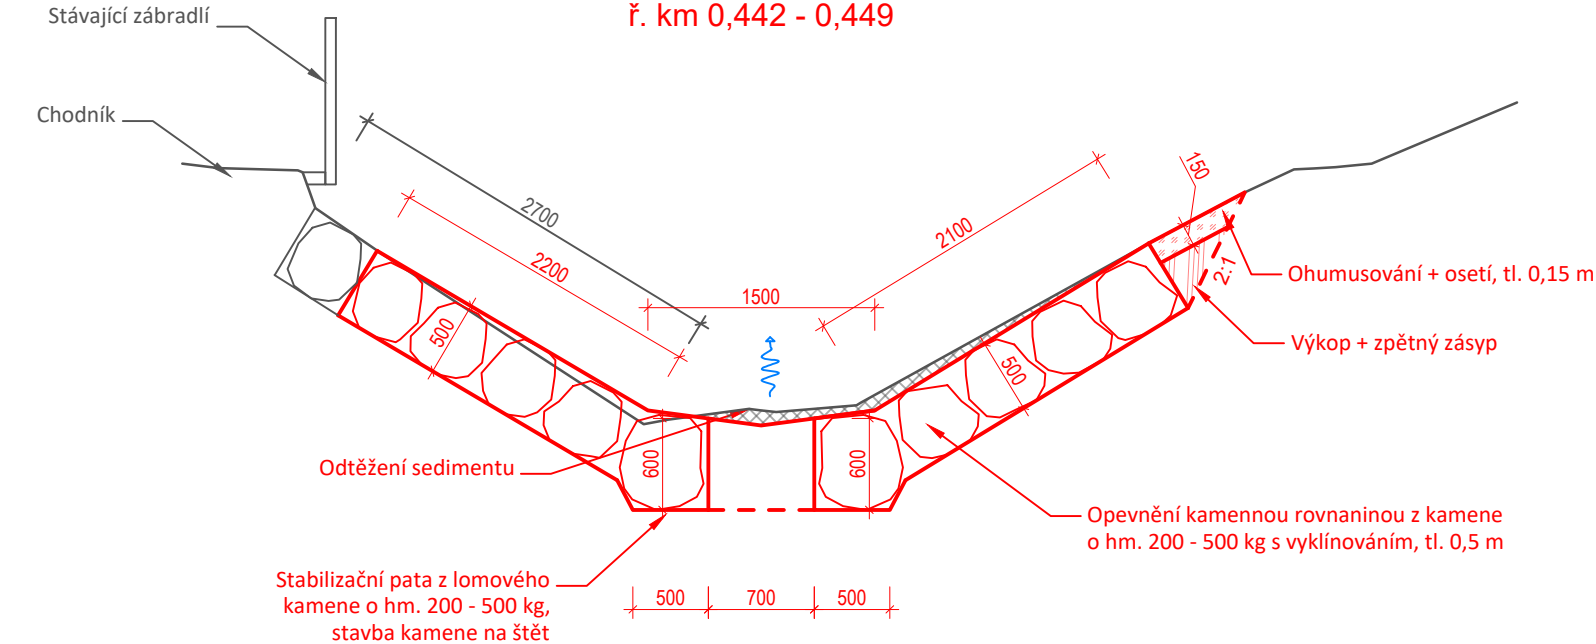 ř. km 0,442 - 0,449
Stávající zábradlí
Chodník
2700
2200
2100
1500
150
2:1
Ohumusování + osetí, tl. 0,15 m
Výkop + zpětný zásyp
500
500
600
600
Odtěžení sedimentu
Opevnění kamennou rovnaninou z kamene
o hm. 200 - 500 kg s vyklínováním, tl. 0,5 m
Stabilizační pata z lomového
kamene o hm. 200 - 500 kg,
stavba kamene na štět
500
700
500